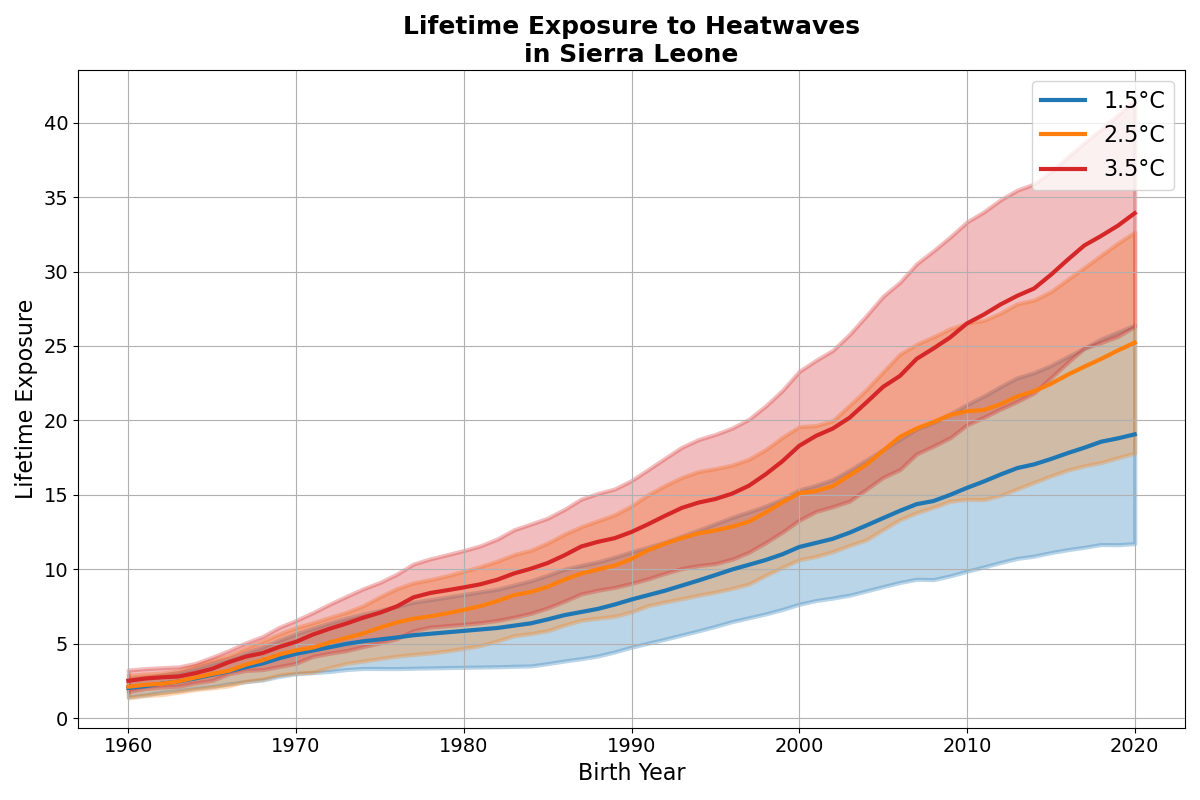 Lifetime Exposure to Heatwaves
in Sierra Leone
1.5°C
2.5°C
3.5°C
Lifetime Exposure
40
35
30
25
20
15
10
5
0
1960 1970 1980 1990 2000 2010 2020
Birth Year